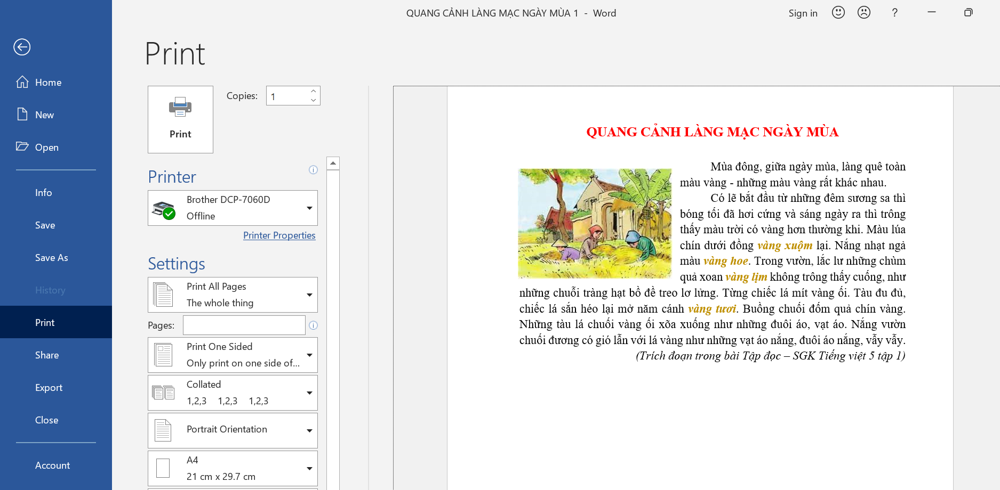 QUANG CẢNH LÀNG MẠC NGÀY MÙA 1 - Word
Sign in
?
Print
Home
New
Open
Info
Save
Save As
History
Print
Share
Export
Close
Account
Print
Copies: 1
Printer
Brother DCP-7060D
Offline
Printer Properties
Settings
Print All Pages
The whole thing
Pages:
Print One Sided
Only print on one side of...
Collated
1,2,3 1,2,3 1,2,3
Portrait Orientation
A4
21 cm x 29.7 cm
QUANG CẢNH LÀNG MẠC NGÀY MÙA
Mùa đông, giữa ngày mùa, làng quê toàn
màu vàng - những màu vàng rất khác nhau.
Có lẽ bắt đầu từ những đêm sương sa thì
bóng tối đã hơi cứng và sáng ngày ra thì trông
thấy màu trời có vàng hơn thường khi. Màu lúa
chín dưới đồng vàng xuộm lại. Nắng nhạt ngả
màu vàng hoe. Trong vườn, lắc lư những chùm
quả xoan vàng lịm không trông thấy cuống, như
những chuỗi tràng hạt bồ đề treo lơ lửng. Từng chiếc lá mít vàng ối. Tàu đu đủ,
chiếc lá sắn héo lại mở năm cánh vàng tươi. Buồng chuối đốm quả chín vàng.
Những tàu lá chuối vàng ối xõa xuống như những đuôi áo, vạt áo. Nắng vườn
chuối đương có gió lẫn với lá vàng như những vạt áo nắng, đuôi áo nắng, vẫy vẫy.
(Trích đoạn trong bài Tập đọc – SGK Tiếng việt 5 tập 1)